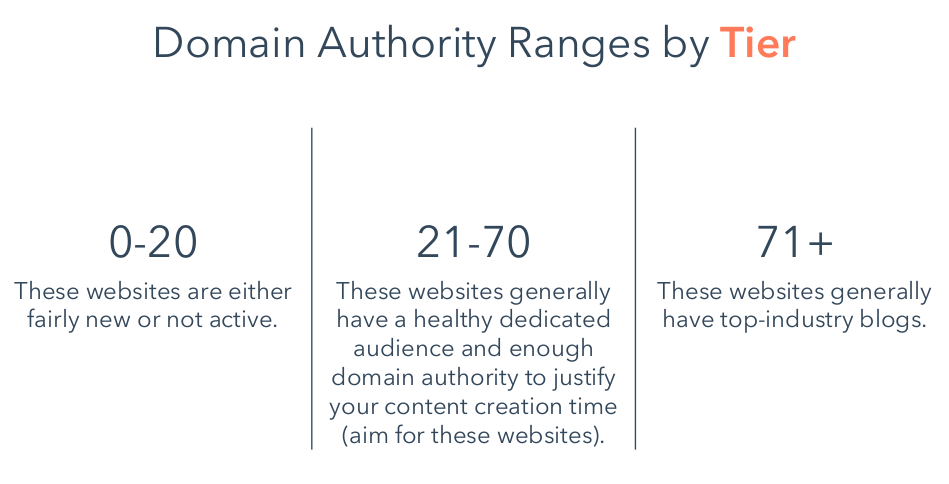 Domain Authority Ranges by Tier
0-20
These websites are either
fairly new or not active.
21-70
These websites generally
have a healthy dedicated
audience and enough
domain authority to justify
your content creation time
(aim for these websites).
71+
These websites generally
have top-industry blogs.